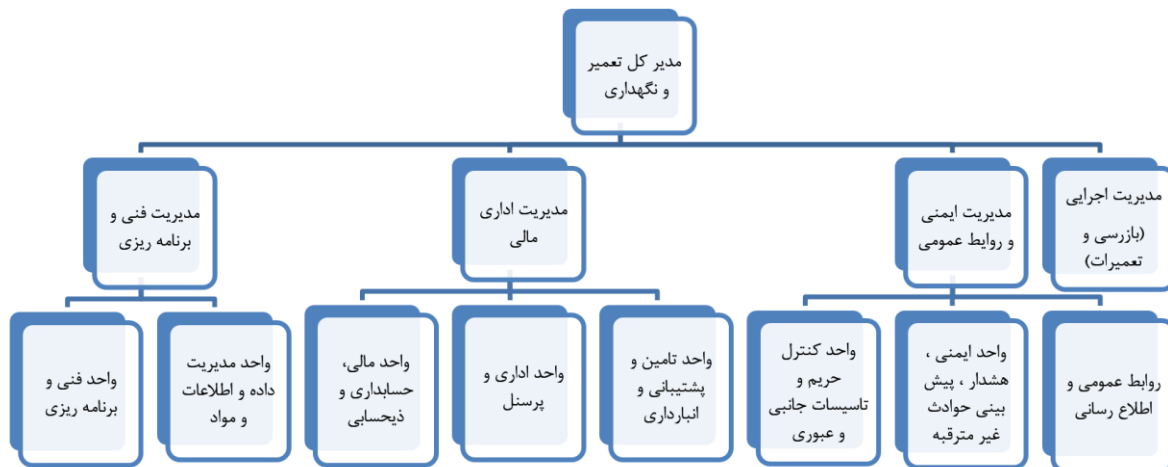 مدیر کل تعمیر
و نگهداری
مدیریت اجرایی
(بازرسی و
تعمیرات)
مدیریت ایمنی
و روابط عمومی
مدیریت اداری
مالی
مدیریت فنی و
برنامه ریزی
روابط عمومی و
اطلاع رسانی
واحد ایمنی ،
هشدار ، پیش
بینی حوادث
غیر مترقبه
واحد کنترل
حریم و
تاسیسات جانبی
و عبوری
واحد تامین و
پشتیبانی و
انبارداری
واحد اداری و
پرسنل
واحد مالی،
حسابداری و
ذیحسابی
واحد مدیریت
داده و اطلاعات
و مواد
واحد فنی و
برنامه ریزی